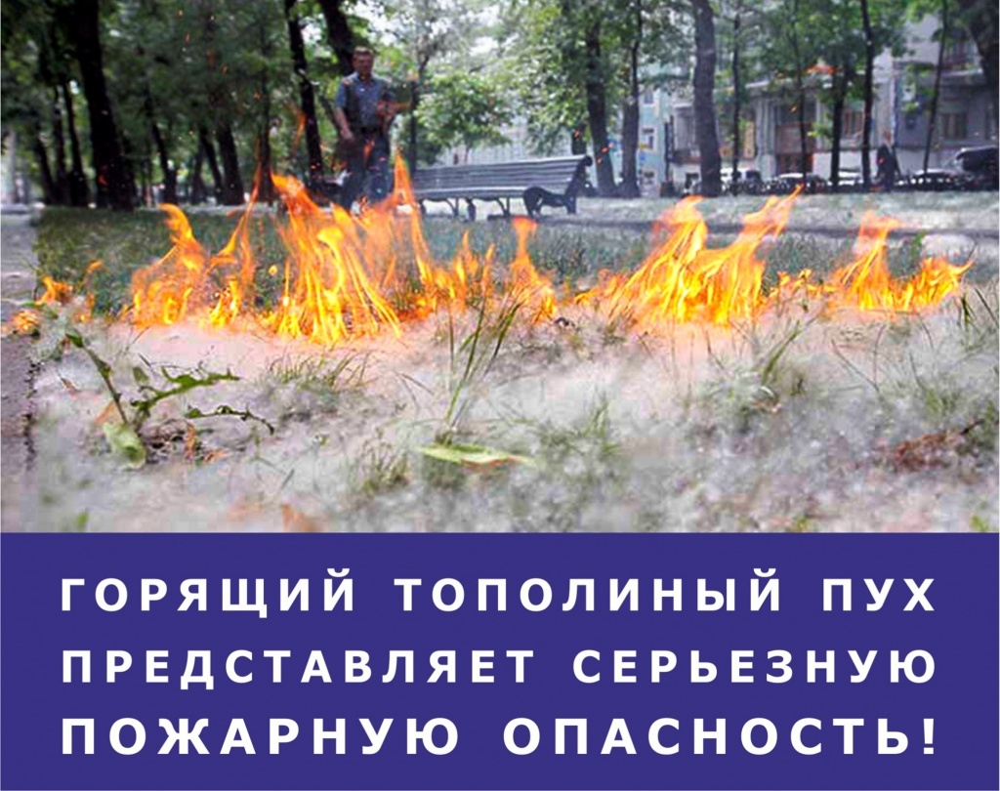 ГОРЯЩИЙ ТОПОЛИНЫЙ ПУХ
ПРЕДСТАВЛЯЕТ СЕРЬЕЗНУЮ
ПОЖАРНУЮ ОПАСНОСТЬ!